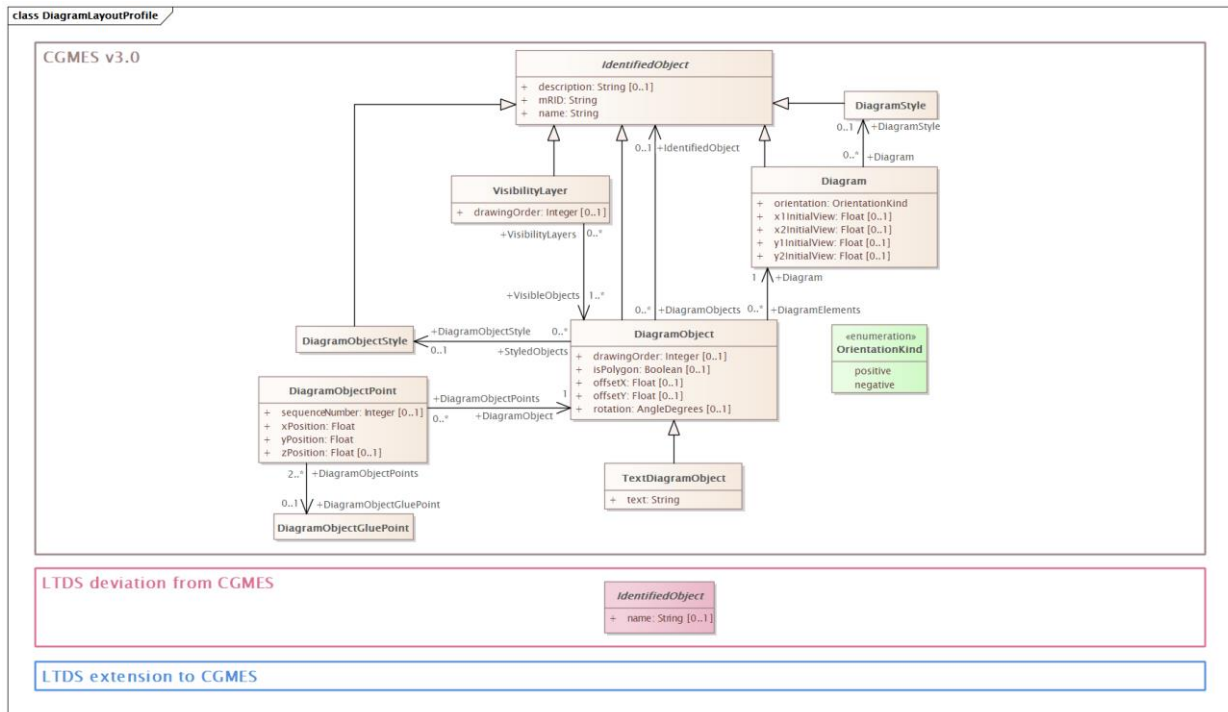 class DiagramLayoutProfile
CGMES v3.0
IdentifiedObject
+ description: String [0..1]
+ mRID: String
+ name: String
DiagramStyle
0..1 +DiagramStyle
0..* +Diagram
0..1 +IdentifiedObject
VisibilityLayer
+ drawingOrder: Integer [0..1]
+VisibilityLayers 0..*
Diagram
+ orientation: OrientationKind
+ x1InitialView: Float [0..1]
+ x2InitialView: Float [0..1]
+ y1InitialView: Float [0..1]
+ y2InitialView: Float [0..1]
1 +Diagram
+VisibleObjects 1..*
0..* +DiagramObjects
0..* +DiagramElements
DiagramObjectStyle
+DiagramObjectStyle 0..*
0..1 +StyledObjects
DiagramObject
+ drawingOrder: Integer [0..1]
+ isPolygon: Boolean [0..1]
+ offsetX: Float [0..1]
+ offsetY: Float [0..1]
+ rotation: AngleDegrees [0..1]
«enumeration»
OrientationKind
positive
negative
DiagramObjectPoint
+ sequenceNumber: Integer [0..1]
+ xPosition: Float
+ yPosition: Float
+ zPosition: Float [0..1]
+DiagramObjectPoints 1
0..* +DiagramObject
2..* +DiagramObjectPoints
0..1 +DiagramObjectGluePoint
DiagramObjectGluePoint
TextDiagramObject
+ text: String
LTDS deviation from CGMES
IdentifiedObject
+ name: String [0..1]
LTDS extension to CGMES